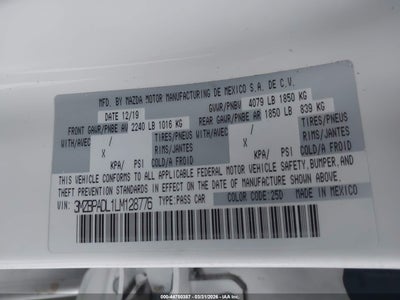 MFD. BY MAZDA MOTOR MANUFACTURING DE MEXICO S.A. DE C.V.
DATE 12/19 GVWR/PNBV 4079 LB 1850 KG
FRONT GAWR/PNBE AV 2240 LB 1016 KG REAR GAWR/PNBE AR 1850 LB 839 KG
WITH/AVEC TIRES/PNEUS WITH/AVEC TIRES/PNEUS
/ RIMS/JANTES / RIMS/JANTES
X X
KPA/ PSI COLD/A FROID KPA/ PSI COLD/A FROID
THIS VEHICLE CONFORMS TO ALL APPLICABLE FEDERAL MOTOR VEHICLE SAFETY, BUMPER, AND
THEFT PREVENTION STANDARDS IN EFFECT ON THE DATE OF MANUFACTURE SHOWN ABOVE.
VIN: 3MZBPADL1LM128776 TYPE: PASS CAR COLOR CODE: 25D MADE IN MEXICO
000-44750387 - 03/31/2026 - IAA Inc.